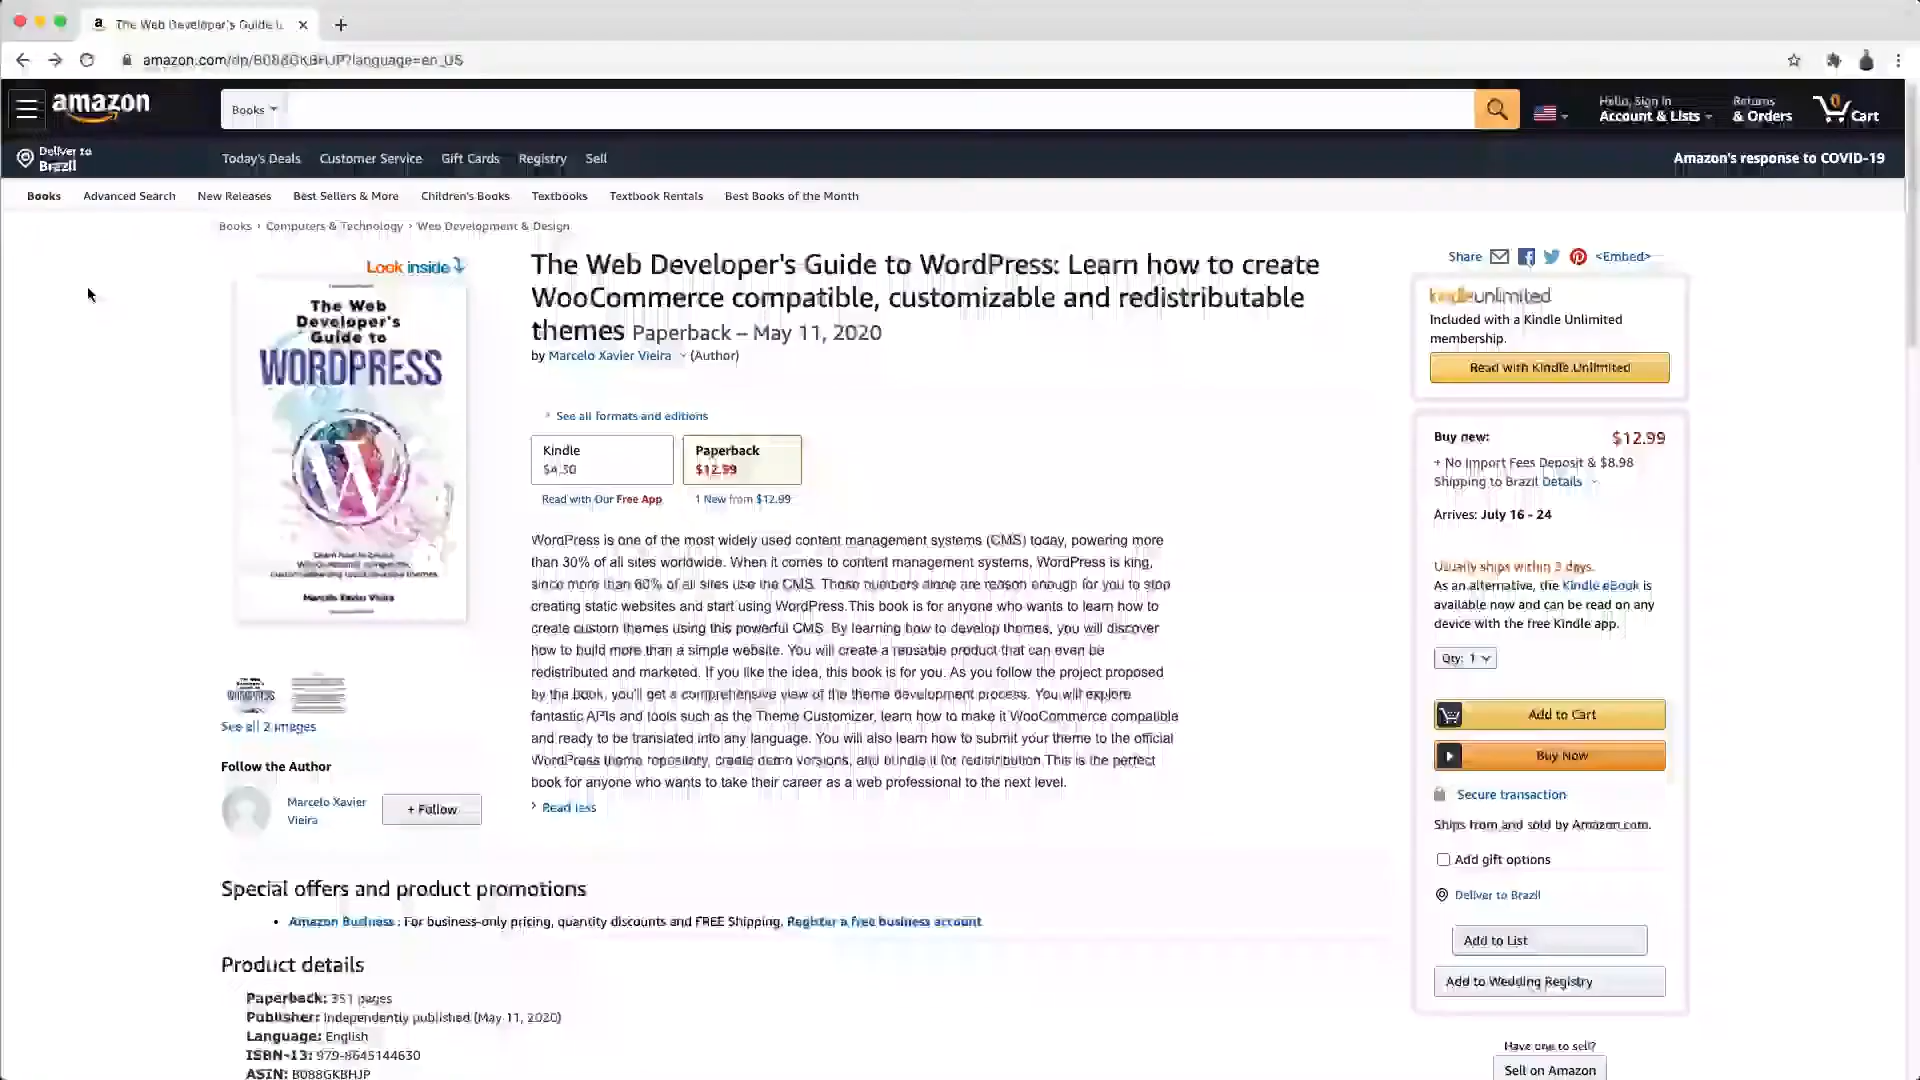 The Web Developer's Guide t
amazon.com/dp/B088GKBHJP?language=en_US
amazon
Books
Hello, Sign in
Account & Lists
Returns
& Orders
0
Cart
Deliver to
Brazil
Today's Deals Customer Service Gift Cards Registry Sell
Amazon's response to COVID-19
Books Advanced Search New Releases Best Sellers & More Children's Books Textbooks Textbook Rentals Best Books of the Month
Books › Computers & Technology › Web Development & Design
Look inside
The Web
Developer's
Guide to
WORDPRESS
Learn how to create
WooCommerce compatible,
customizable and redistributable themes
Marcelo Xavier Vieira
See all 2 images
Follow the Author
Marcelo Xavier
Vieira
+ Follow
The Web Developer's Guide to WordPress: Learn how to create
WooCommerce compatible, customizable and redistributable
themes Paperback – May 11, 2020
by Marcelo Xavier Vieira (Author)
See all formats and editions
Kindle
$4.30
Paperback
$12.99
Read with Our Free App
1 New from $12.99
WordPress is one of the most widely used content management systems (CMS) today, powering more
than 30% of all sites worldwide. When it comes to content management systems, WordPress is king,
since more than 60% of all sites use the CMS. These numbers alone are reason enough for you to stop
creating static websites and start using WordPress.This book is for anyone who wants to learn how to
create custom themes using this powerful CMS. By learning how to develop themes, you will discover
how to build more than a simple website. You will create a reusable product that can even be
redistributed and marketed. If you like the idea, this book is for you. As you follow the project proposed
by the book, you'll get a comprehensive view of the theme development process. You will explore
fantastic APIs and tools such as the Theme Customizer, learn how to make it WooCommerce compatible
and ready to be translated into any language. You will also learn how to submit your theme to the official
WordPress theme repository, create demo versions, and bundle it for redistribution.This is the perfect
book for anyone who wants to take their career as a web professional to the next level.
Read less
Share <Embed>
kindleunlimited
Included with a Kindle Unlimited
membership.
Read with Kindle Unlimited
Buy new: $12.99
+ No Import Fees Deposit & $8.98
Shipping to Brazil Details
Arrives: July 16 - 24
Usually ships within 3 days.
As an alternative, the Kindle eBook is
available now and can be read on any
device with the free Kindle app.
Qty: 1
Add to Cart
Buy Now
Secure transaction
Ships from and sold by Amazon.com.
Add gift options
Deliver to Brazil
Add to List
Add to Wedding Registry
Have one to sell?
Sell on Amazon
Special offers and product promotions
Amazon Business : For business-only pricing, quantity discounts and FREE Shipping. Register a free business account
Product details
Paperback: 351 pages
Publisher: Independently published (May 11, 2020)
Language: English
ISBN-13: 979-8645144630
ASIN: B088GKBHJP